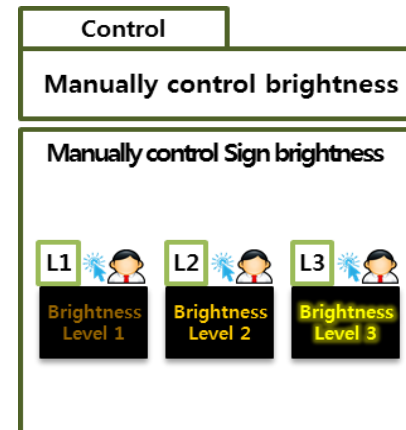 Control
Manually control brightness
Manually control Sign brightness
L1
L2
L3
Brightness
Level 1
Brightness
Level 2
Brightness
Level 3